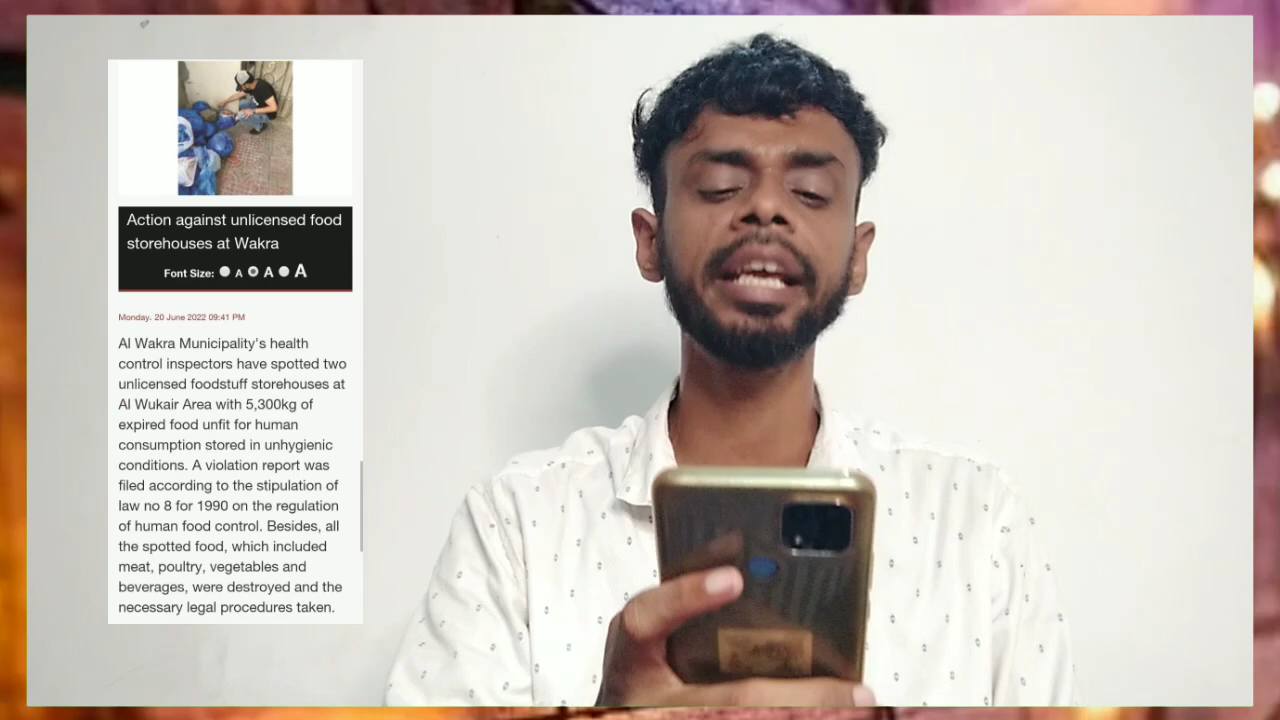 Action against unlicensed food
storehouses at Wakra
Font Size: A A A
Monday, 20 June 2022 09:41 PM
Al Wakra Municipality's health
control inspectors have spotted two
unlicensed foodstuff storehouses at
Al Wukair Area with 5,300kg of
expired food unfit for human
consumption stored in unhygienic
conditions. A violation report was
filed according to the stipulation of
law no 8 for 1990 on the regulation
of human food control. Besides, all
the spotted food, which included
meat, poultry, vegetables and
beverages, were destroyed and the
necessary legal procedures taken.